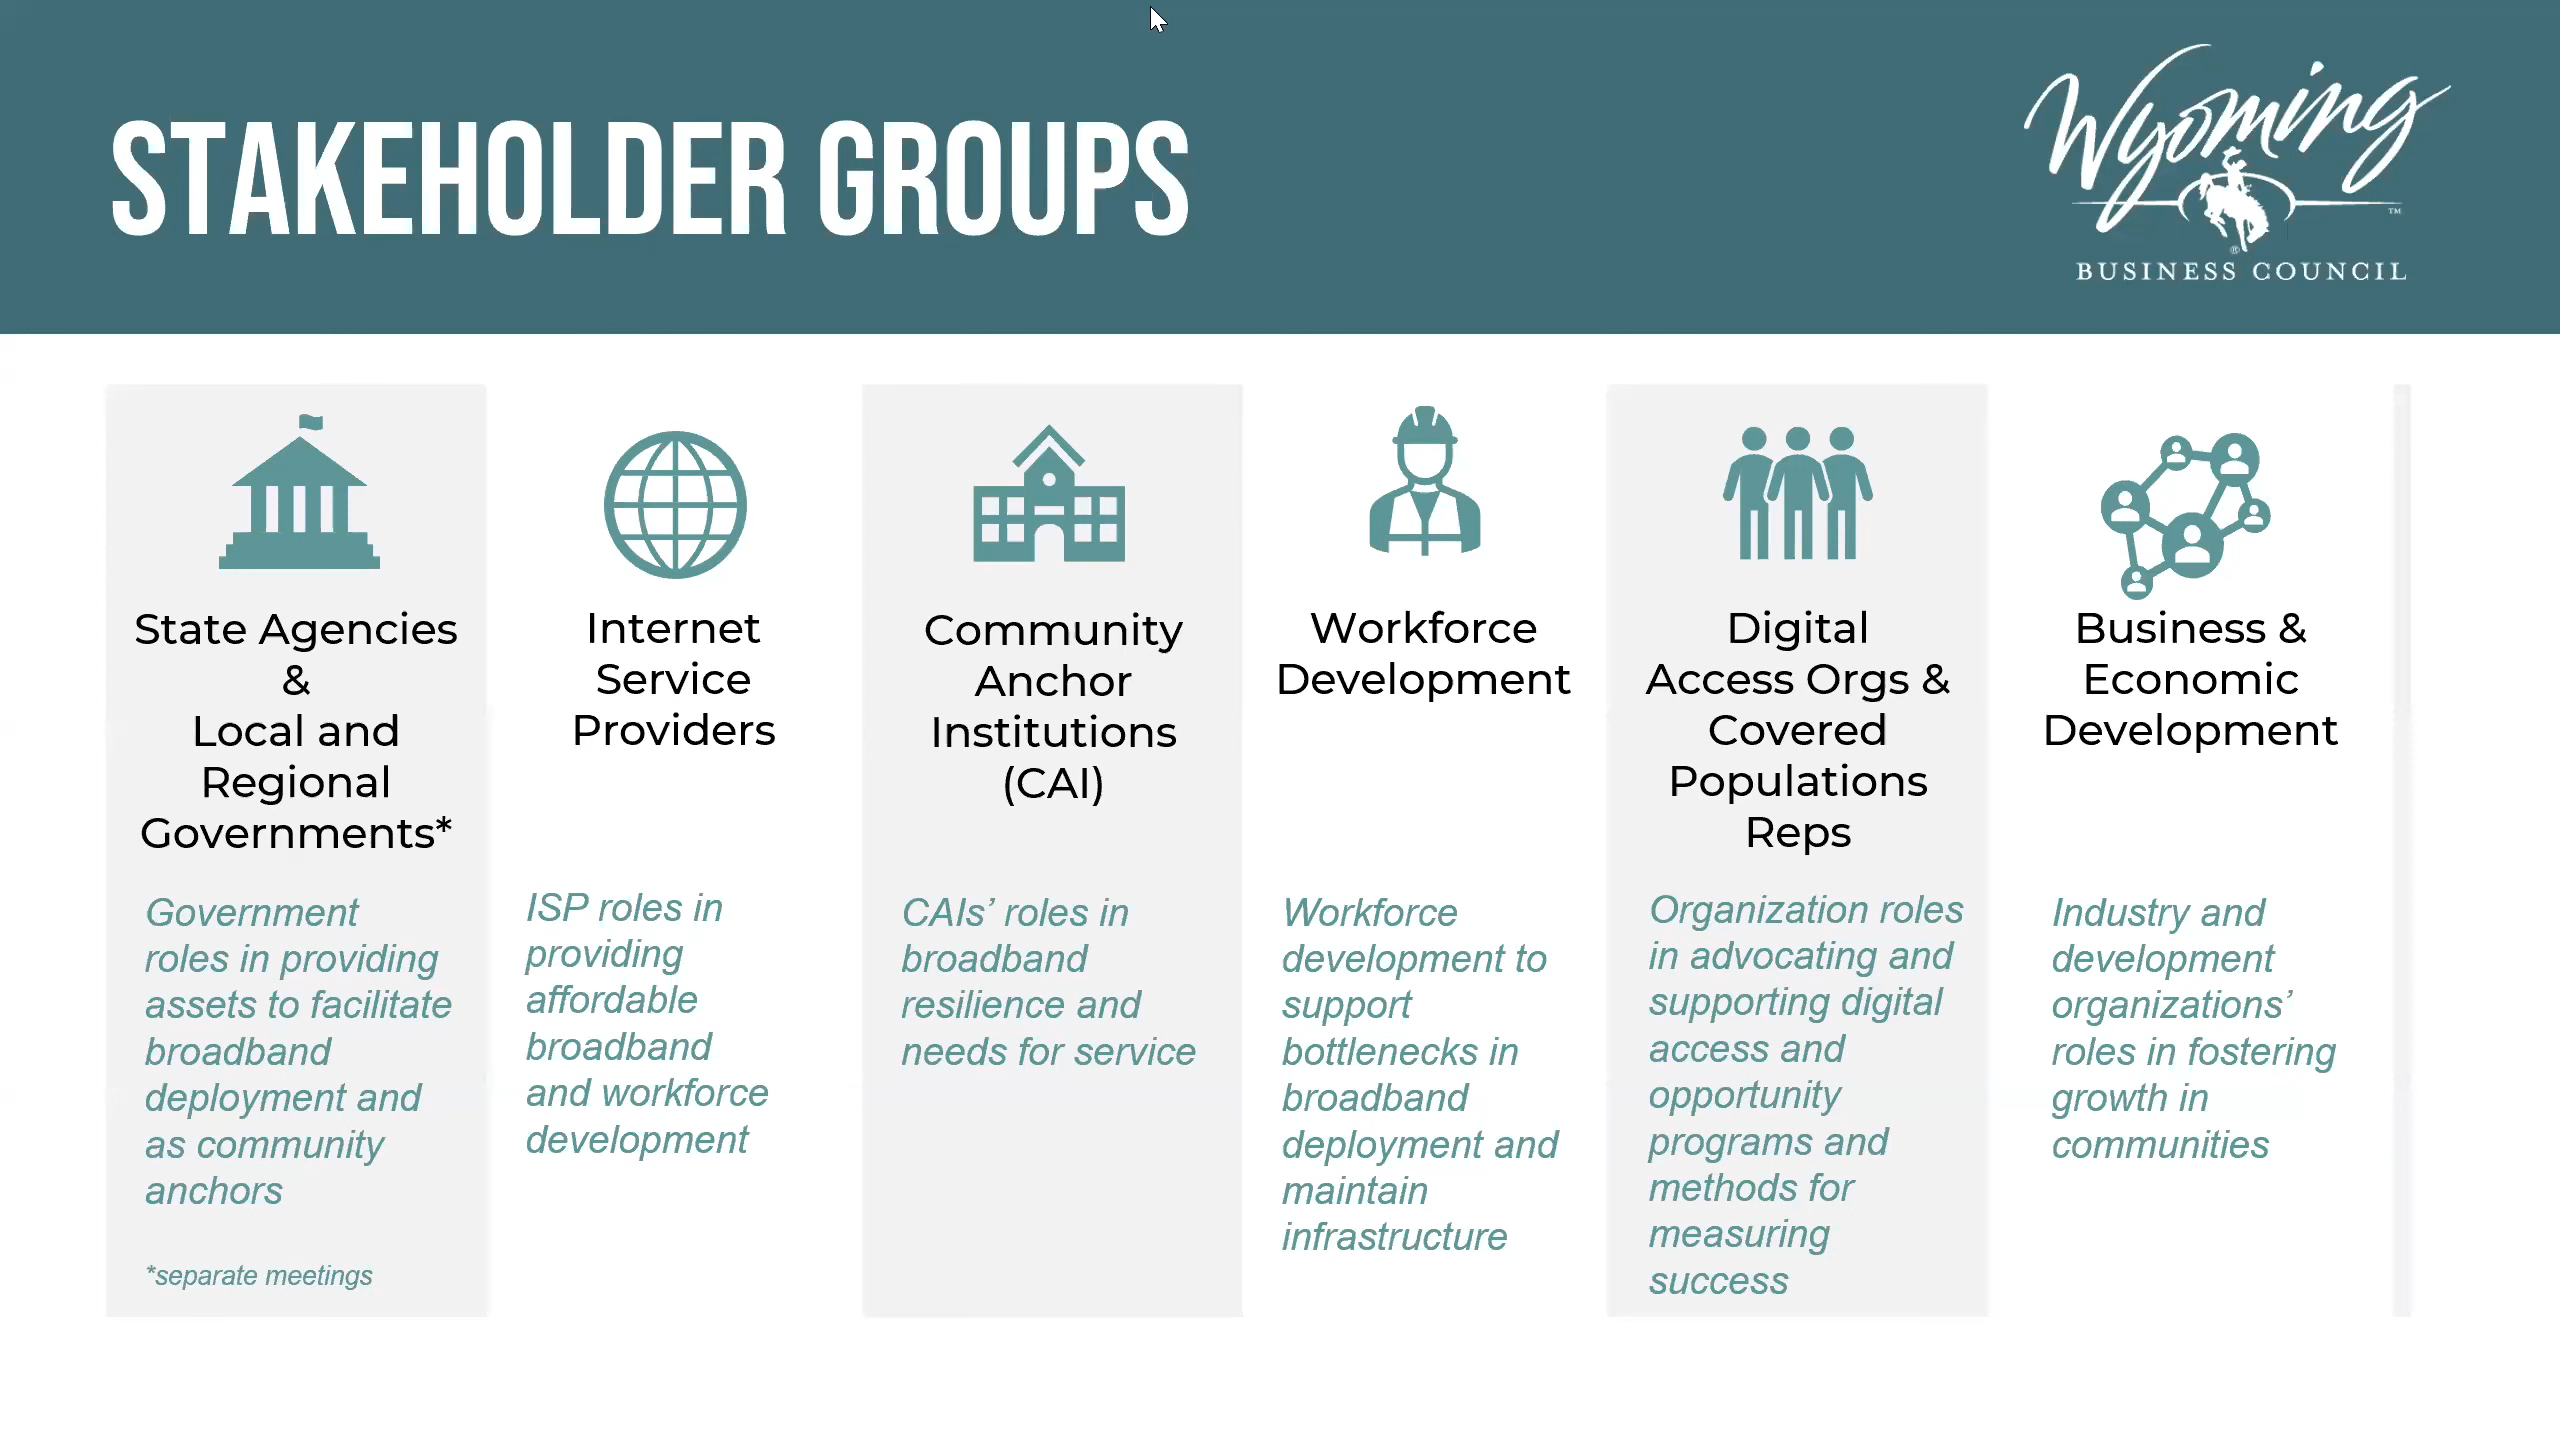 STAKEHOLDER GROUPS
Wyoming
TM
®
BUSINESS COUNCIL
State Agencies
&
Local and
Regional
Governments*
Government
roles in providing
assets to facilitate
broadband
deployment and
as community
anchors
*separate meetings
Internet
Service
Providers
ISP roles in
providing
affordable
broadband
and workforce
development
Community
Anchor
Institutions
(CAI)
CAIs’ roles in
broadband
resilience and
needs for service
Workforce
Development
Workforce
development to
support
bottlenecks in
broadband
deployment and
maintain
infrastructure
Digital
Access Orgs &
Covered
Populations
Reps
Organization roles
in advocating and
supporting digital
access and
opportunity
programs and
methods for
measuring
success
Business &
Economic
Development
Industry and
development
organizations’
roles in fostering
growth in
communities